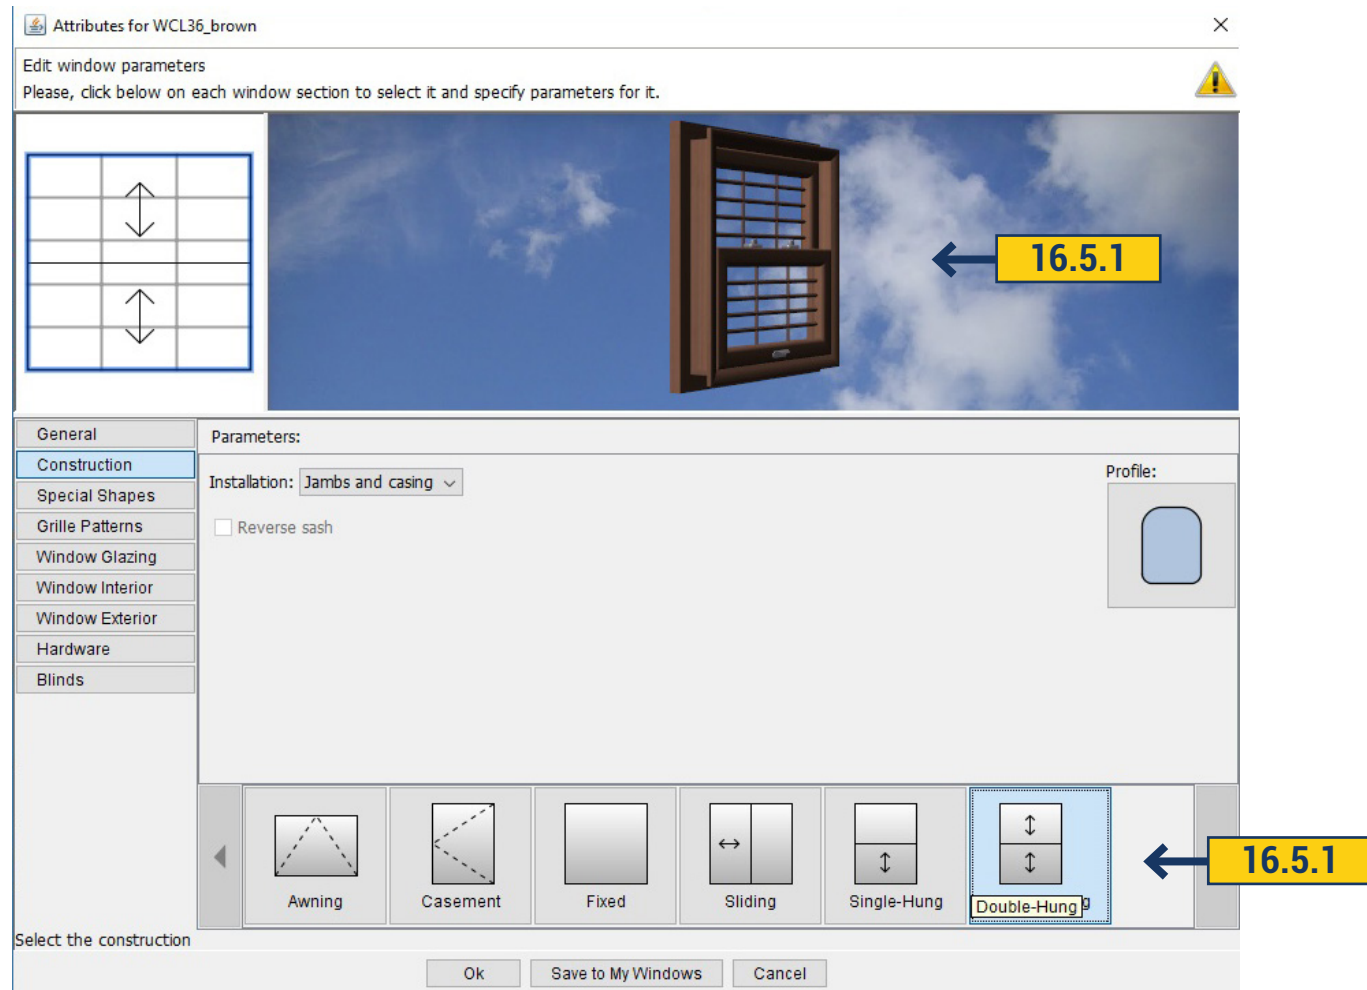 Attributes for WCL36_brown
Edit window parameters
Please, click below on each window section to select it and specify parameters for it.
16.5.1
General
Construction
Special Shapes
Grille Patterns
Window Glazing
Window Interior
Window Exterior
Hardware
Blinds
Parameters:
Installation: Jambs and casing
Reverse sash
Profile:
Awning
Casement
Fixed
Sliding
Single-Hung
Double-Hung
g
16.5.1
Select the construction
Ok
Save to My Windows
Cancel